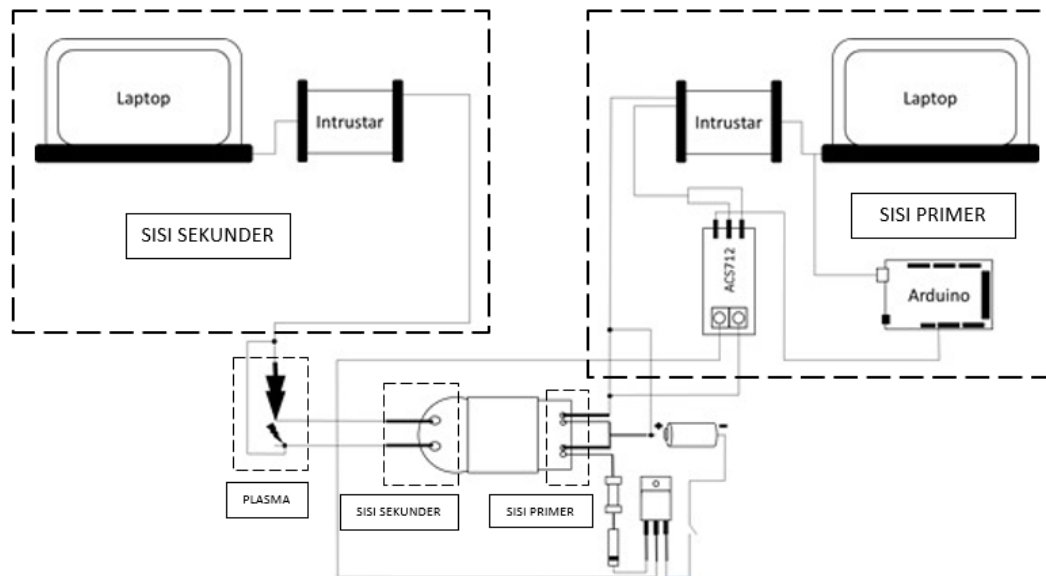 Laptop
Intrustar
Intrustar
Laptop
SISI SEKUNDER
SISI PRIMER
ACS712
Arduino
+
-
PLASMA
SISI SEKUNDER
SISI PRIMER